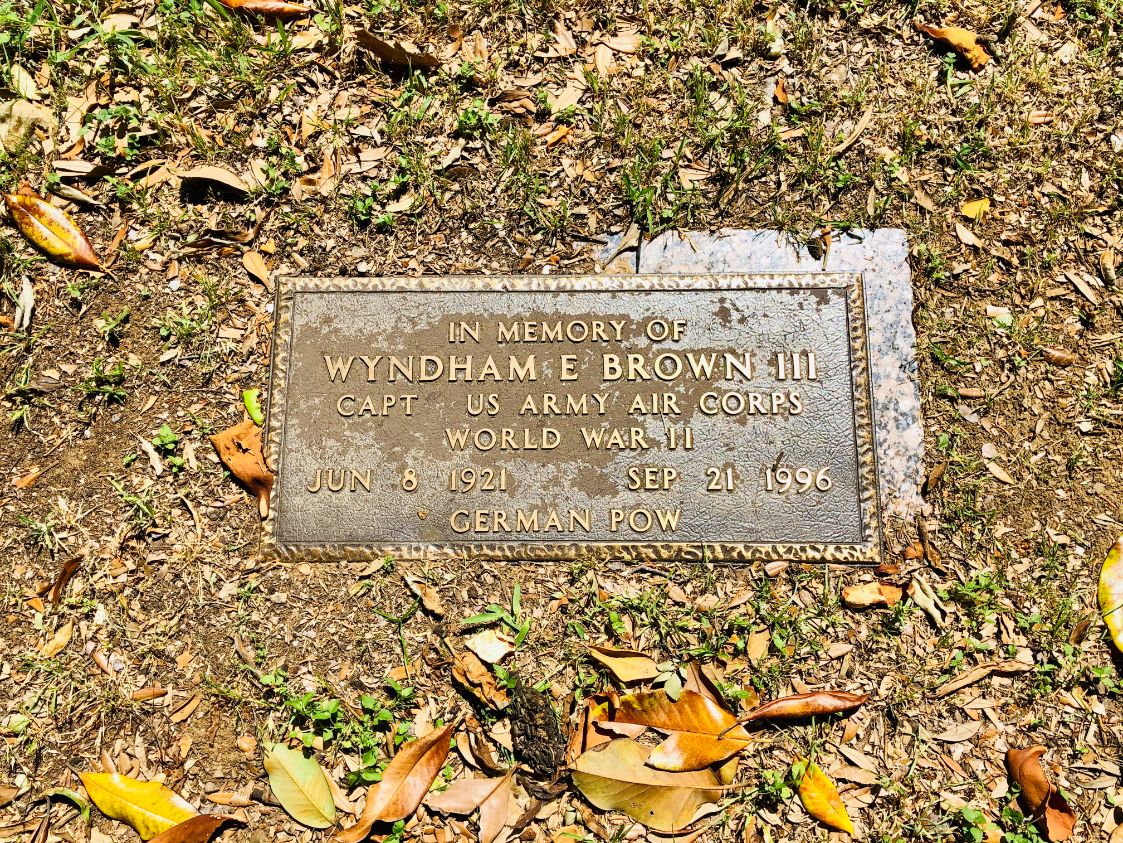 IN MEMORY OF
WYNDHAM E BROWN III
CAPT US ARMY AIR CORPS
WORLD WAR II
JUN 8 1921 SEP 21 1996
GERMAN POW